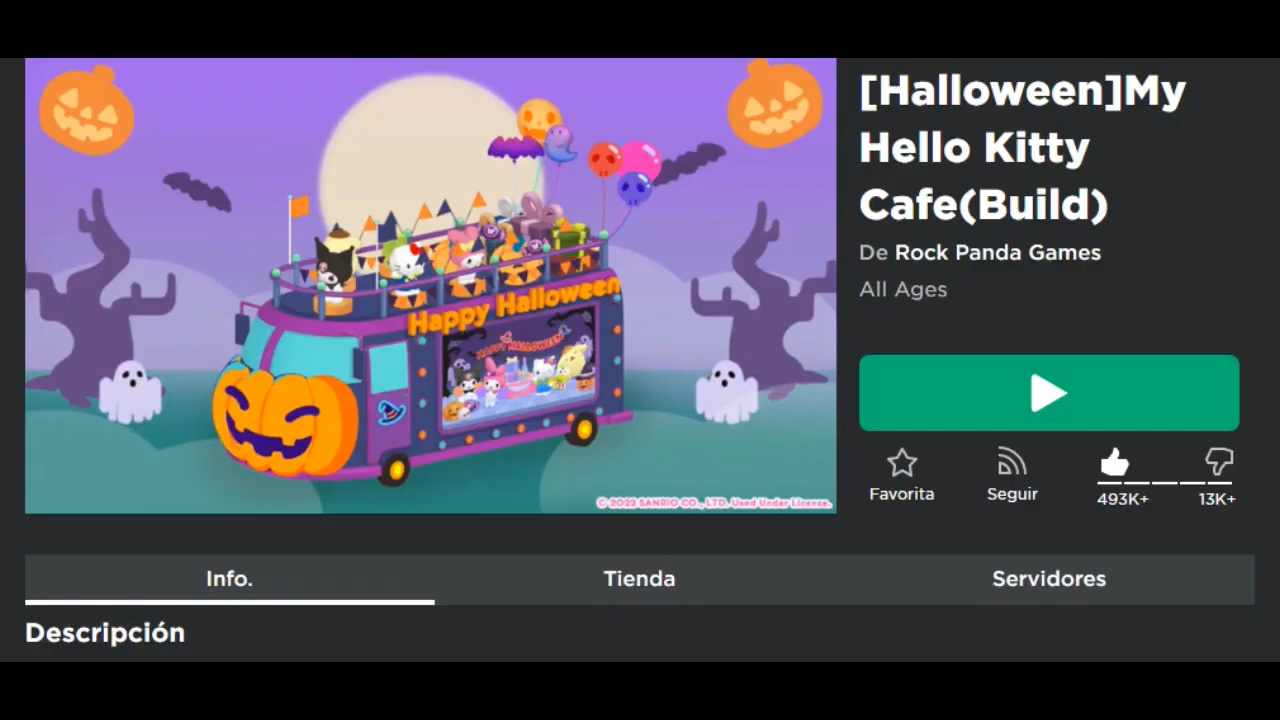 [Halloween]My
Hello Kitty
Cafe(Build)
De Rock Panda Games
All Ages
Happy Halloween
HAPPY HALLOWEEN
© 2022 SANRIO CO., LTD. Used Under License.
Favorita
Seguir
493K+
13K+
Info.
Tienda
Servidores
Descripción